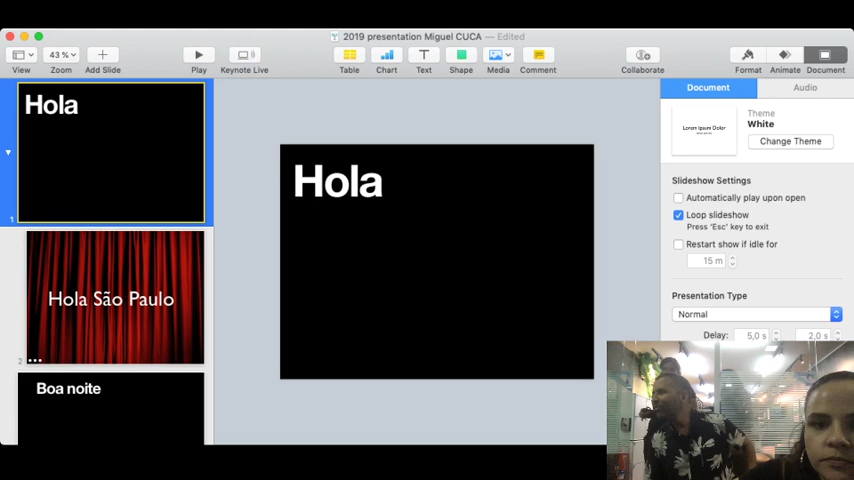 2019 presentation Miguel CUCA — Edited
43 %
View
Zoom
Add Slide
Play
Keynote Live
Table
Chart
Text
Shape
Media
Comment
Collaborate
Format
Animate
Document
Hola
1
Hola São Paulo
2
Boa noite
Hola
Document
Audio
Lorem Ipsum Dolor
Theme
White
Change Theme
Slideshow Settings
Automatically play upon open
Loop slideshow
Press 'Esc' key to exit
Restart show if idle for
15 m
Presentation Type
Normal
Delay:
5,0 s
2,0 s